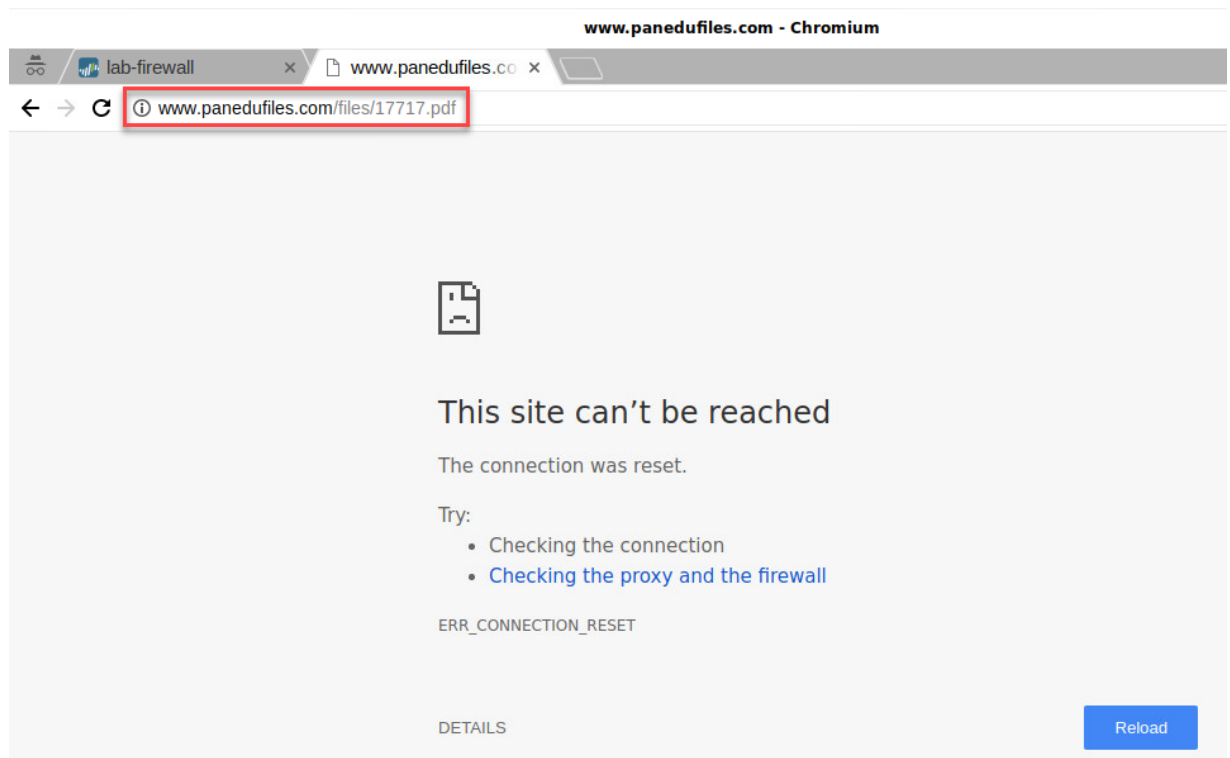 www.panedufiles.com - Chromium
lab-firewall
www.panedufiles.co
www.panedufiles.com/files/17717.pdf
This site can’t be reached
The connection was reset.
Try:
• Checking the connection
• Checking the proxy and the firewall
ERR_CONNECTION_RESET
DETAILS
Reload